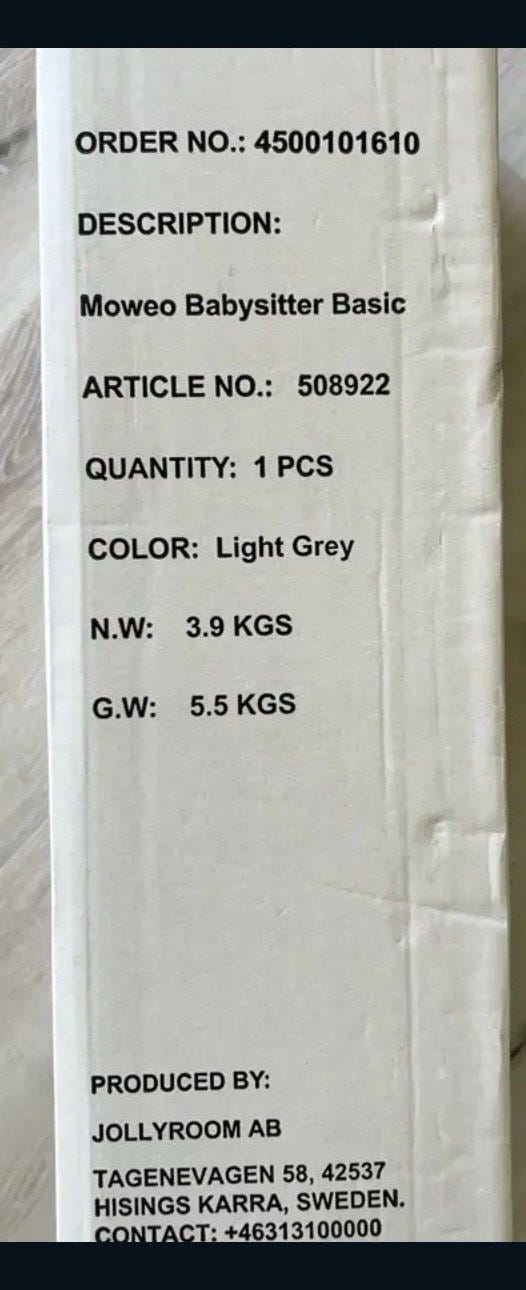 ORDER NO.: 4500101610
DESCRIPTION:
Moweo Babysitter Basic
ARTICLE NO.: 508922
QUANTITY: 1 PCS
COLOR: Light Grey
N.W: 3.9 KGS
G.W: 5.5 KGS
PRODUCED BY:
JOLLYROOM AB
TAGENEVAGEN 58, 42537
HISINGS KARRA, SWEDEN.
CONTACT: +46313100000